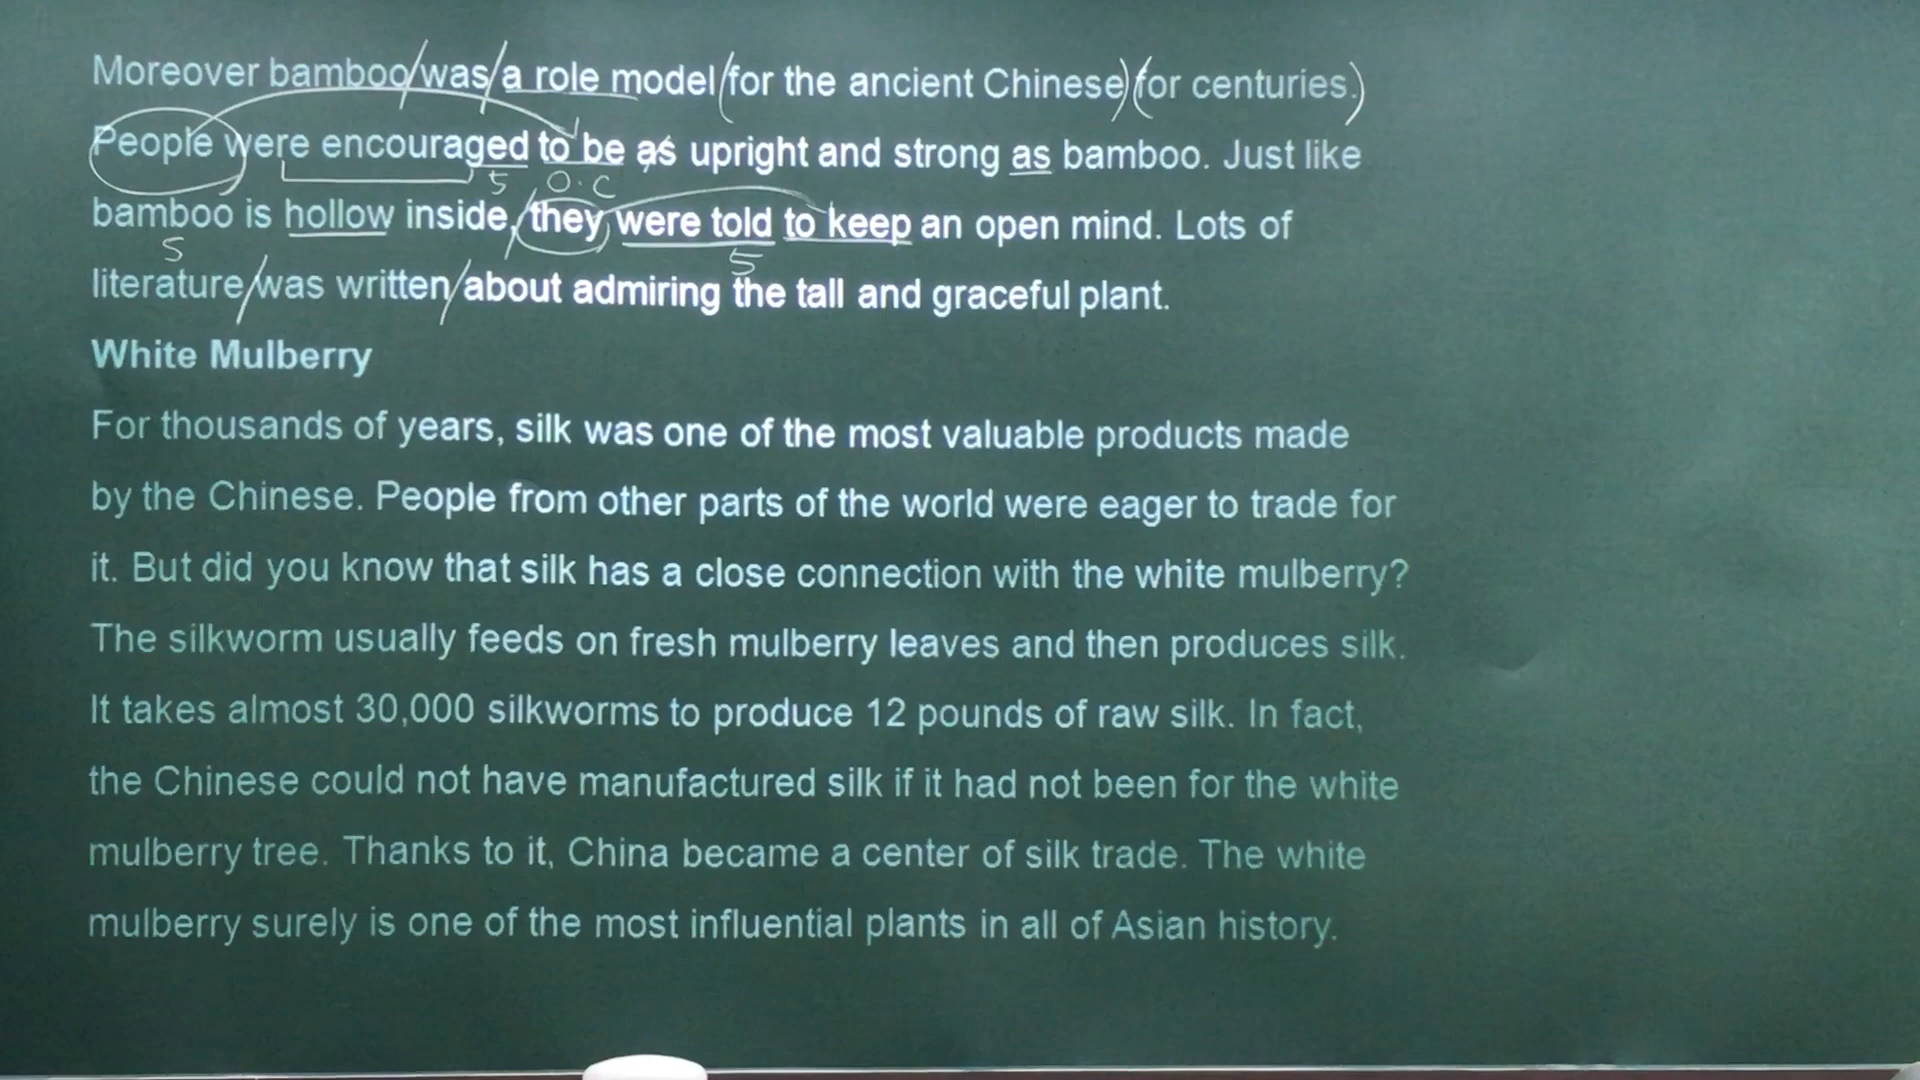 Moreover bamboo was a role model for the ancient Chinese for centuries.
People were encouraged to be as upright and strong as bamboo. Just like
5 O.C
bamboo is hollow inside, they were told to keep an open mind. Lots of
S 5
literature was written about admiring the tall and graceful plant.
White Mulberry
For thousands of years, silk was one of the most valuable products made
by the Chinese. People from other parts of the world were eager to trade for
it. But did you know that silk has a close connection with the white mulberry?
The silkworm usually feeds on fresh mulberry leaves and then produces silk.
It takes almost 30,000 silkworms to produce 12 pounds of raw silk. In fact,
the Chinese could not have manufactured silk if it had not been for the white
mulberry tree. Thanks to it, China became a center of silk trade. The white
mulberry surely is one of the most influential plants in all of Asian history.